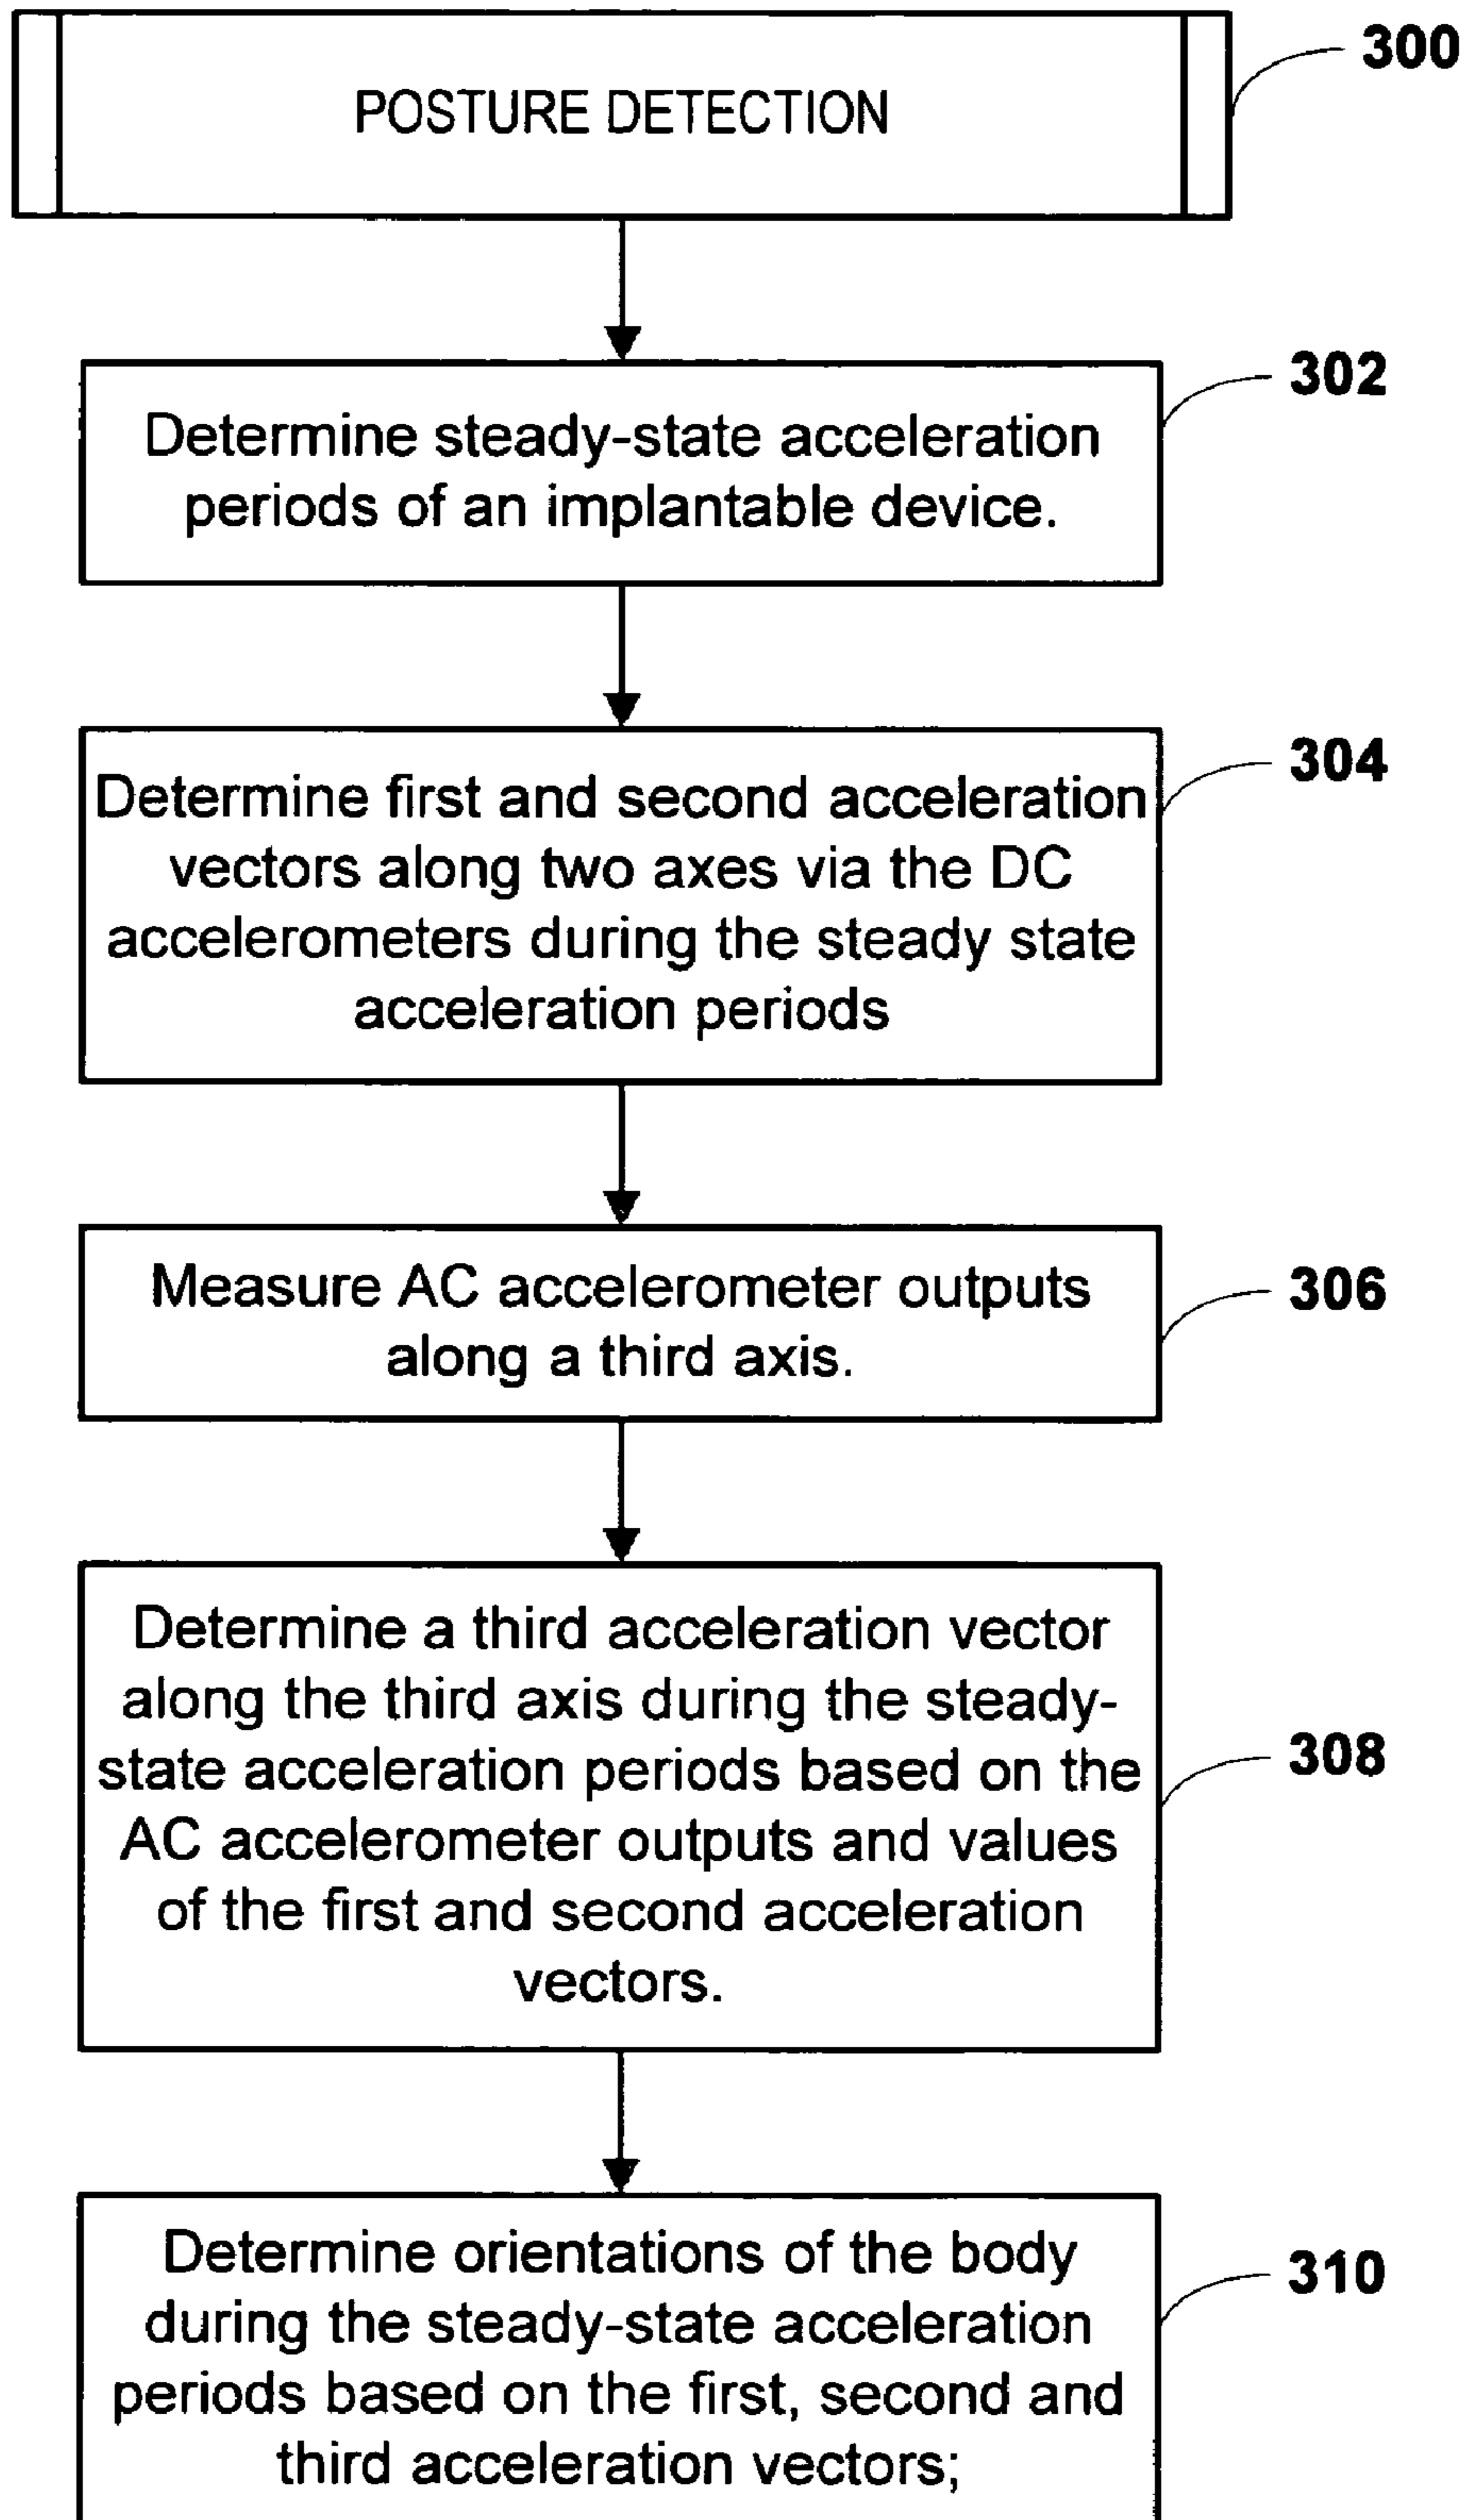 POSTURE DETECTION
300
302
Determine steady-state acceleration
periods of an implantable device.
304
Determine first and second acceleration
vectors along two axes via the DC
accelerometers during the steady state
acceleration periods
306
Measure AC accelerometer outputs
along a third axis.
308
Determine a third acceleration vector
along the third axis during the steady-
state acceleration periods based on the
AC accelerometer outputs and values
of the first and second acceleration
vectors.
310
Determine orientations of the body
during the steady-state acceleration
periods based on the first, second and
third acceleration vectors;